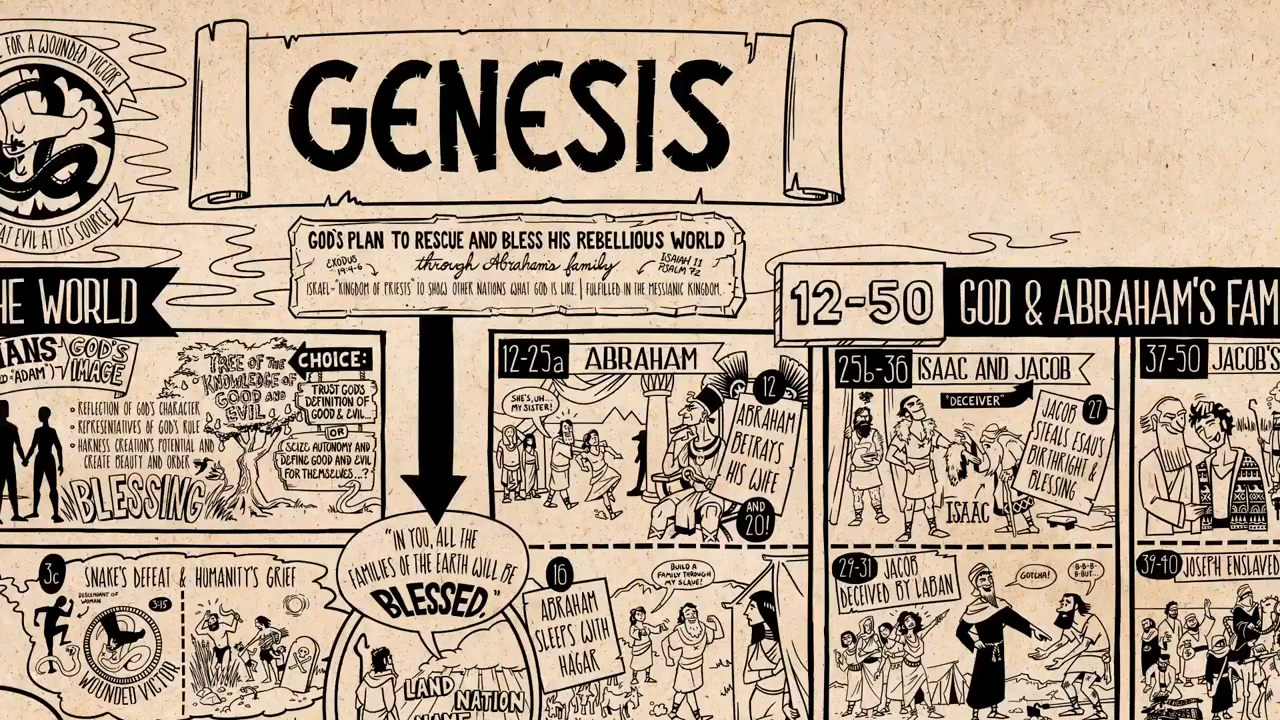 FOR A WOUNDED VICTOR
AT EVIL AT ITS SOURCE
GENESIS
GOD'S PLAN TO RESCUE AND BLESS HIS REBELLIOUS WORLD
through Abraham's family
EXODUS
19:4-6
ISAIAH 11
PSALM 72
ISRAEL="KINGDOM OF PRIESTS" TO SHOW OTHER NATIONS WHAT GOD IS LIKE.
FULFILLED IN THE MESSIANIC KINGDOM.
HE WORLD
GOD'S
IMAGE
"ADAM")
REFLECTION OF GOD'S CHARACTER
REPRESENTATIVES OF GOD'S RULE
HARNESS CREATION'S POTENTIAL AND
CREATE BEAUTY AND ORDER
BLESSING
TREE OF THE
KNOWLEDGE OF
GOOD AND
EVIL
CHOICE:
TRUST GOD'S
DEFINITION OF
GOOD & EVIL...
OR
SEIZE AUTONOMY AND
DEFINE GOOD AND EVIL
FOR THEMSELVES...?
3c
SNAKE'S DEFEAT & HUMANITY'S GRIEF
DESCENDANT OF
WOMAN
3:15
WOUNDED VICTOR
"IN YOU, ALL THE
FAMILIES OF THE EARTH WILL BE
BLESSED."
LAND
NATION
NAME
12-50
GOD & ABRAHAM'S FAM
12-25a
ABRAHAM
SHE'S, UH...
MY SISTER!
12
ABRAHAM
BETRAYS
HIS WIFE
AND
20!
16
ABRAHAM
SLEEPS WITH
HAGAR
BUILD A
FAMILY THROUGH
MY SLAVE!
25b-36
ISAAC AND JACOB
"DECEIVER"
27
JACOB
STEALS ESAU'S
BIRTHRIGHT &
BLESSING
ISAAC
29-31
JACOB
DECEIVED BY LABAN
GOTCHA!
B-B-B-
B-BUT...
37-50
JACOB'S
39-40
JOSEPH ENSLAVED